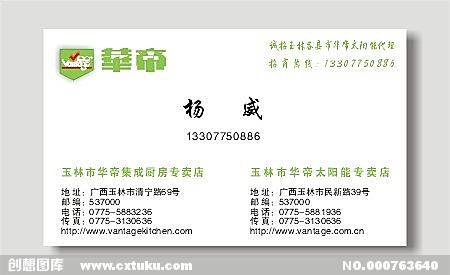 诚招玉林各县市华帝太阳能代理
VANTAGE 華帝
招商热线：13307750886
杨 威
13307750886
玉林市华帝集成厨房专卖店
地址：广西玉林市清宁路69号
邮编：537000
电话：0775-5883236
传真：0775-3130636
http://www.vantagekitchen.com
玉林市华帝太阳能专卖店
地址：广西玉林市民新路39号
邮编：537000
电话：0775-5881936
传真：0775-3130636
http://www.vantage.com.cn
创想图库 www.cxtuku.com
NO.000763640